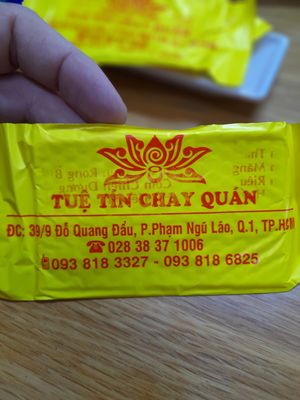 TUỆ TÍN CHAY QUÁN
ĐC: 39/9 Đỗ Quang Đẩu, P.Phạm Ngũ Lão, Q.1, TP.HCM
☎ 028 38 37 1006
093 818 3327 - 093 818 6825